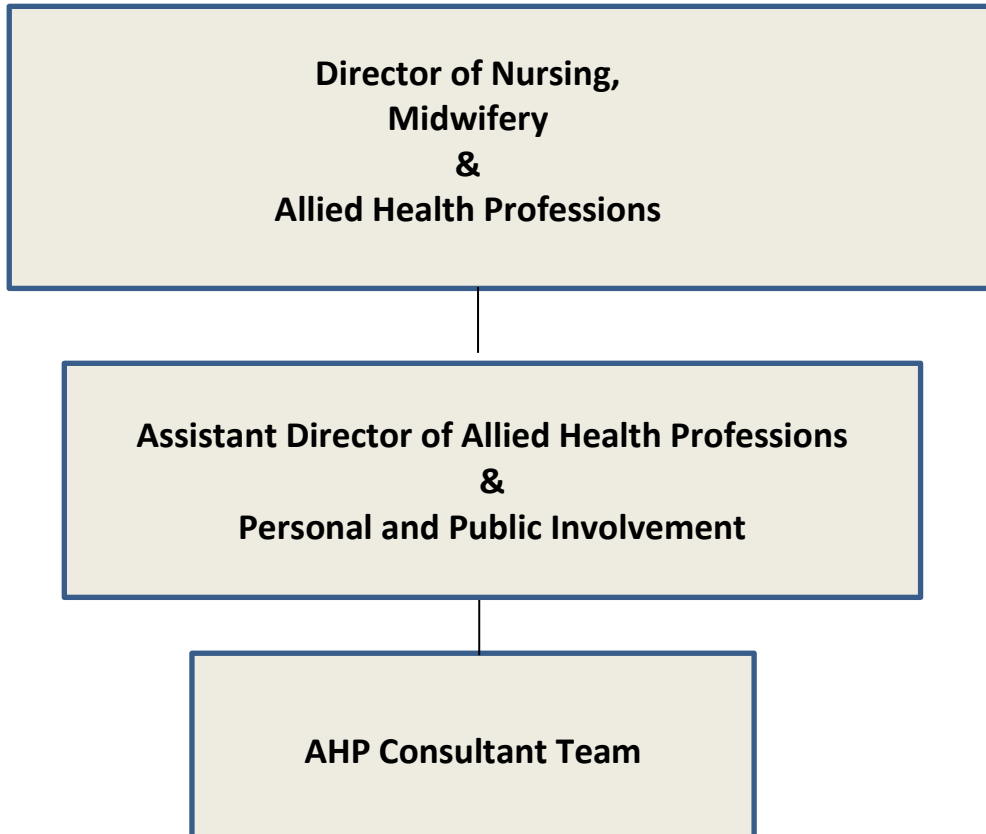 Director of Nursing,
Midwifery
&
Allied Health Professions
Assistant Director of Allied Health Professions
&
Personal and Public Involvement
AHP Consultant Team